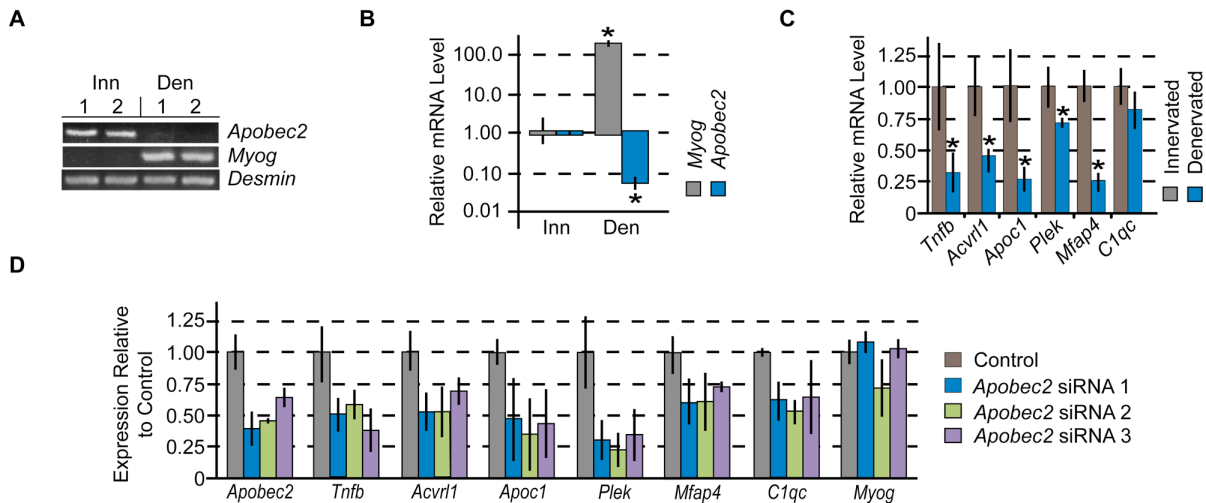 A
Inn Den
1 2 1 2
Apobec2
Myog
Desmin
B
Relative mRNA Level
100.0
10.0
1.00
0.10
0.01
*
*
Inn Den
Myog
Apobec2
C
Relative mRNA Level
1.25
1.00
0.75
0.50
0.25
0
* * * * *
Tnfb Acvrl1 Apoc1 Plek Mfap4 C1qc
Innervated
Denervated
D
Expression Relative
to Control
1.25
1.00
0.75
0.50
0.25
0
Apobec2 Tnfb Acvrl1 Apoc1 Plek Mfap4 C1qc Myog
Control
Apobec2 siRNA 1
Apobec2 siRNA 2
Apobec2 siRNA 3